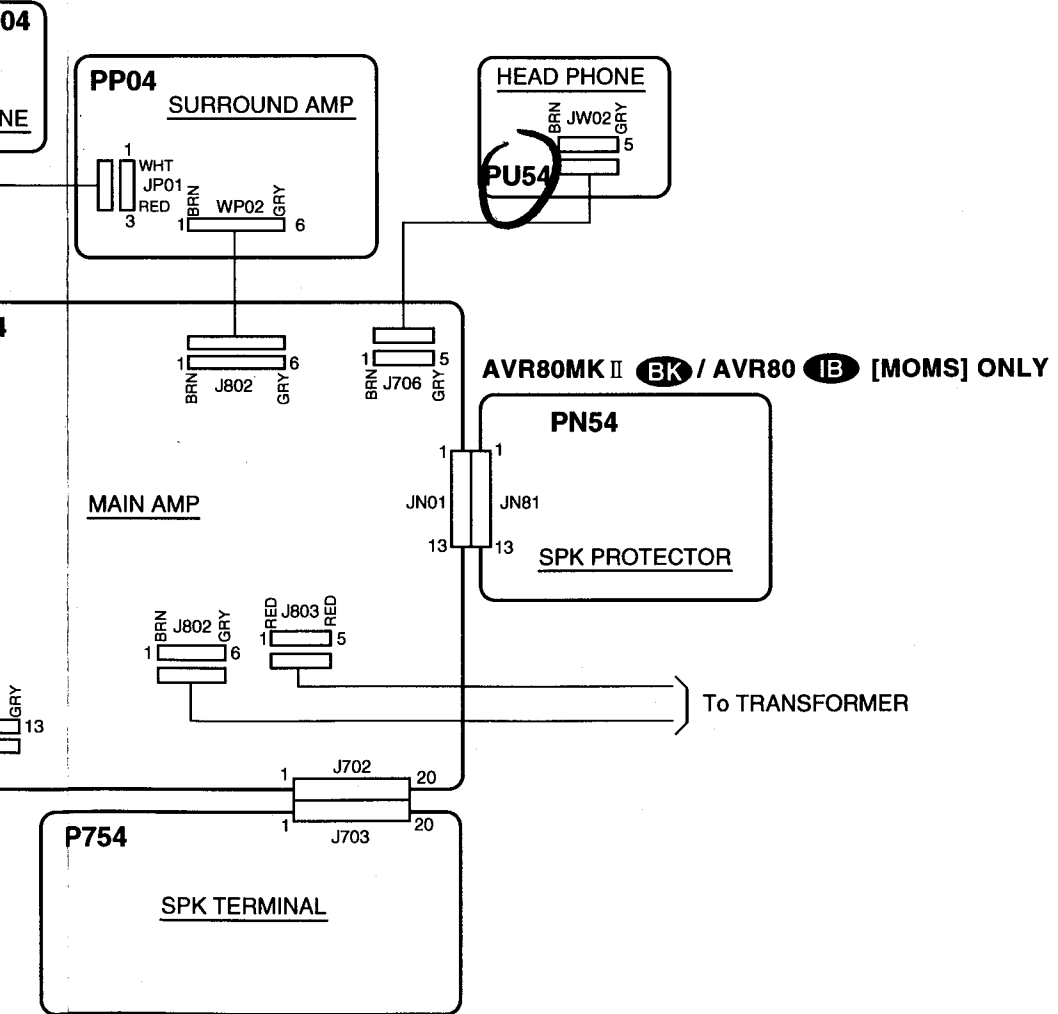 04
NE
PP04
SURROUND AMP
1
WHT
JP01
RED
3
BRN
WP02
GRY
1
6
HEAD PHONE
BRN
JW02
GRY
5
PU54
4
1
6
BRN
J802
GRY
1
5
BRN
J706
GRY
AVR80MKⅡ BK / AVR80 IB [MOMS] ONLY
PN54
1
1
JN01
JN81
13
13
SPK PROTECTOR
MAIN AMP
BRN
J802
GRY
1
6
RED
J803
RED
1
5
To TRANSFORMER
GRY
13
1
J702
20
1
J703
20
P754
SPK TERMINAL